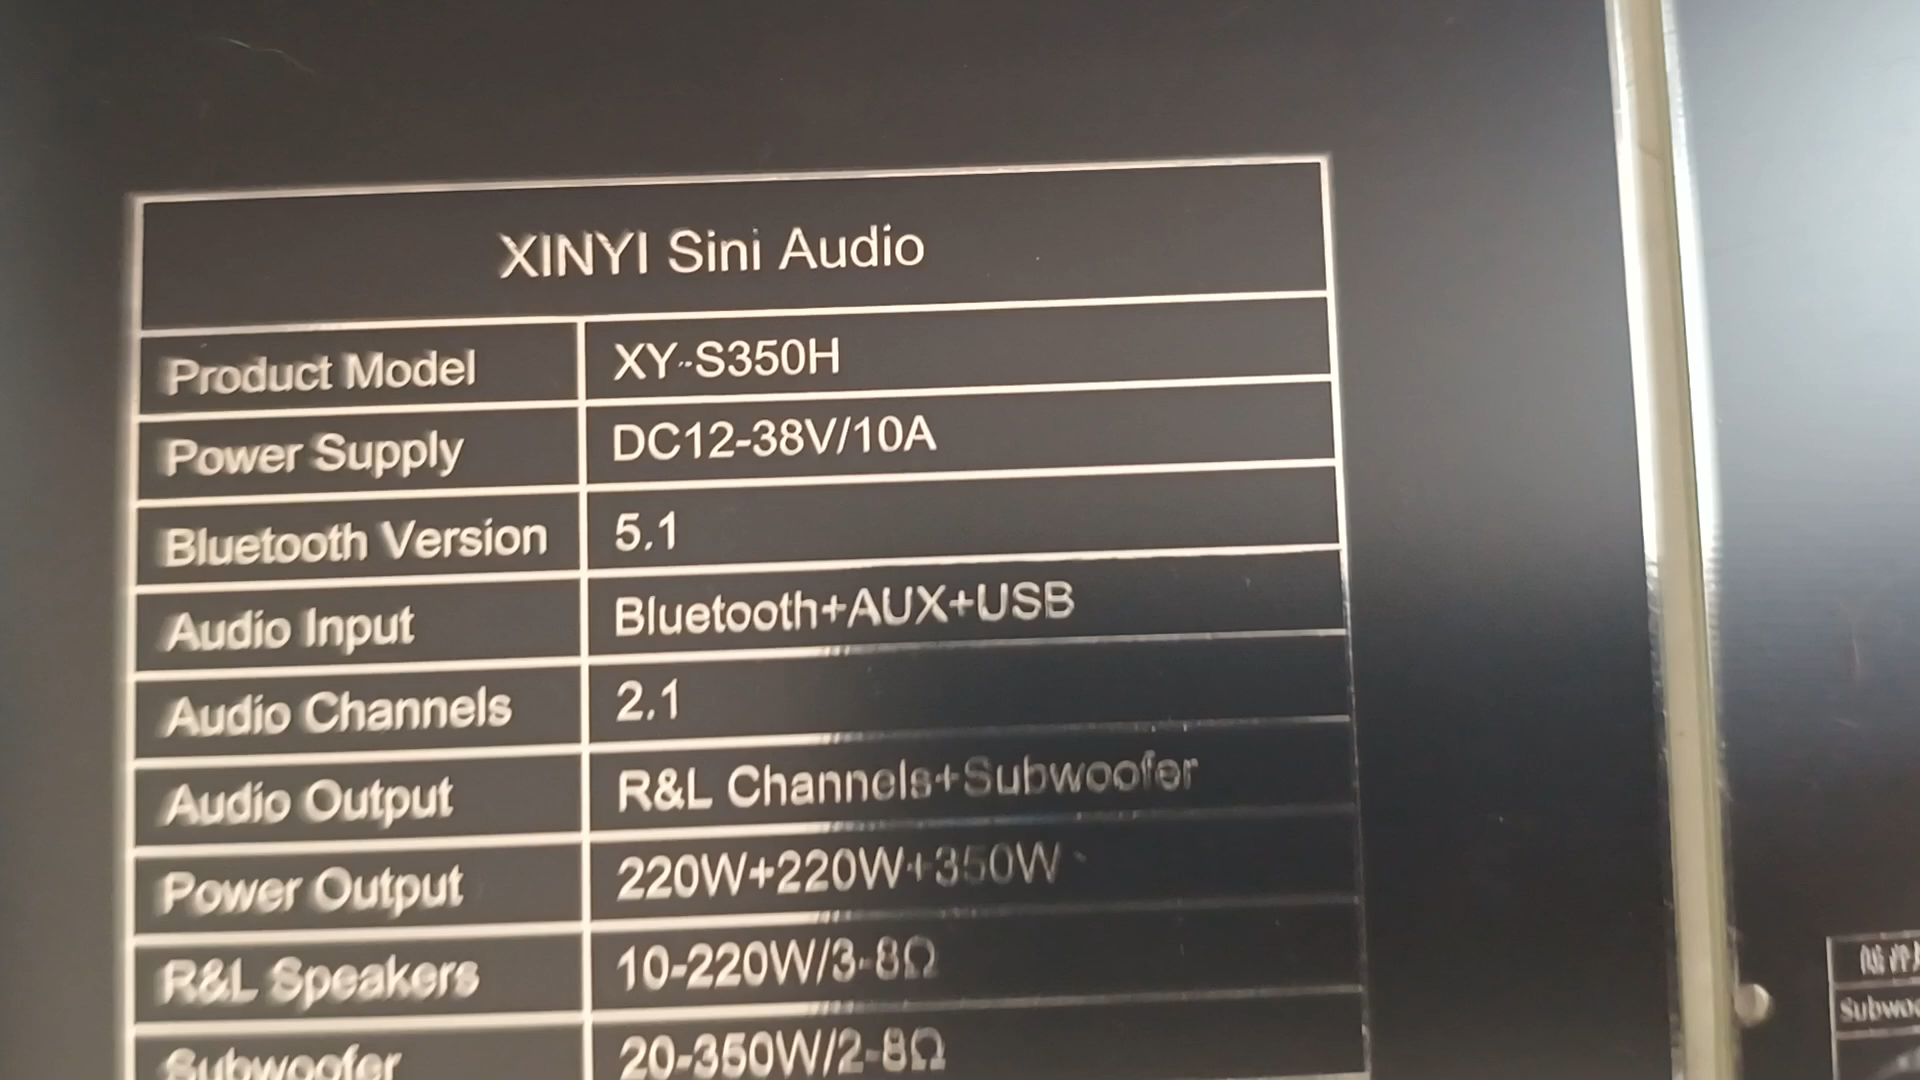 XINYI Sini Audio
Product Model XY-S350H
Power Supply DC12-38V/10A
Bluetooth Version 5.1
Audio Input Bluetooth+AUX+USB
Audio Channels 2.1
Audio Output R&L Channels+Subwoofer
Power Output 220W+220W+350W
R&L Speakers 10-220W/3-8Ω
Subwoofer 20-350W/2-8Ω